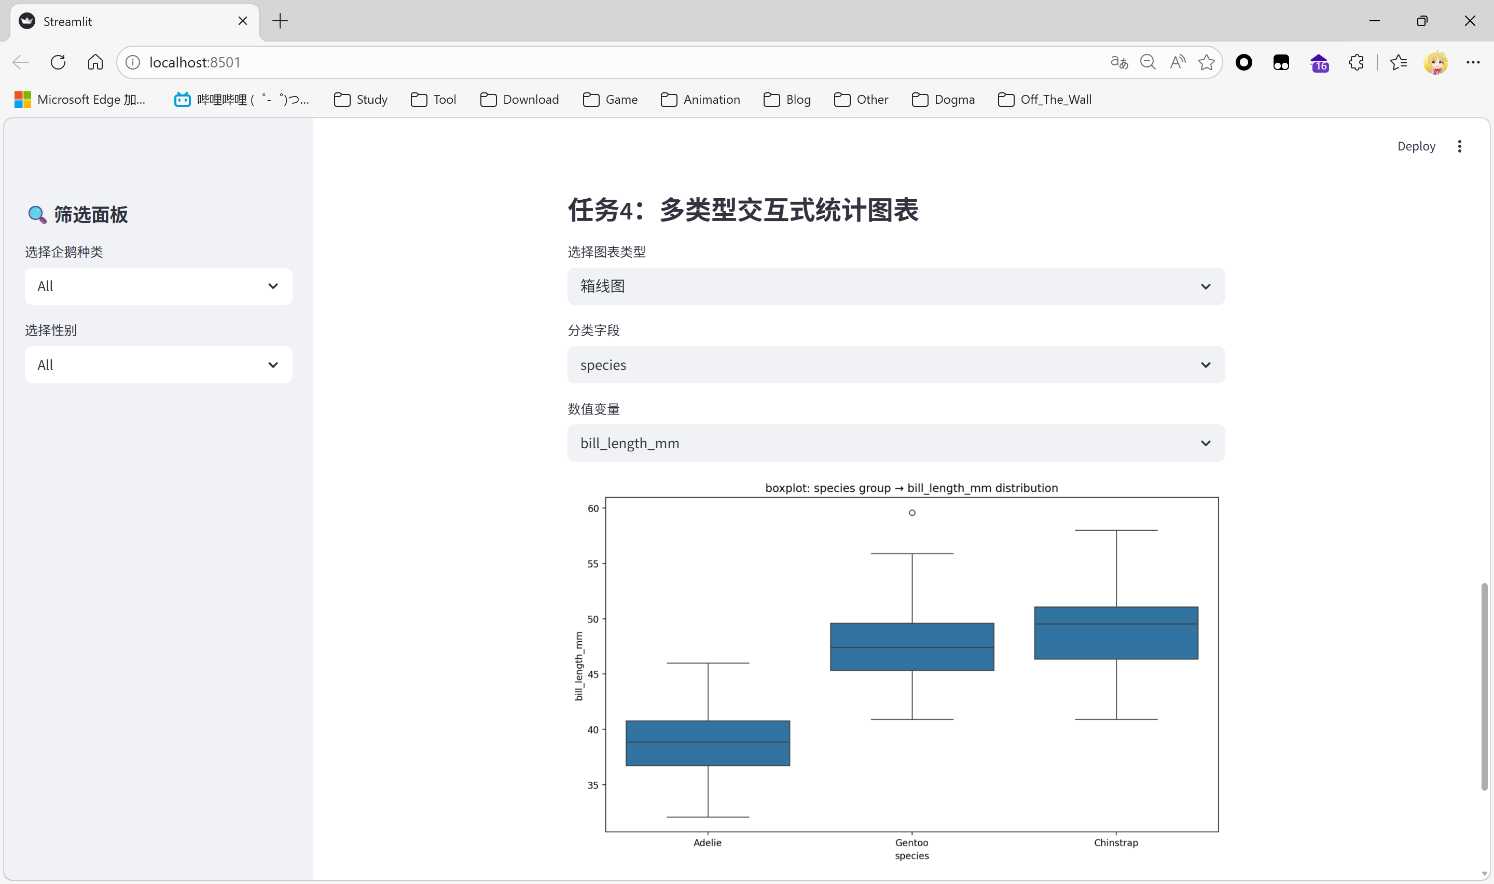 Streamlit
localhost:8501
Microsoft Edge 加...
哔哩哔哩 (゜-゜)つ...
Study
Tool
Download
Game
Animation
Blog
Other
Dogma
Off_The_Wall
16
Deploy
筛选面板
选择企鹅种类
All
选择性别
All
任务4：多类型交互式统计图表
选择图表类型
箱线图
分类字段
species
数值变量
bill_length_mm
boxplot: species group → bill_length_mm distribution
60
55
50
45
40
35
bill_length_mm
Adelie
Gentoo
Chinstrap
species